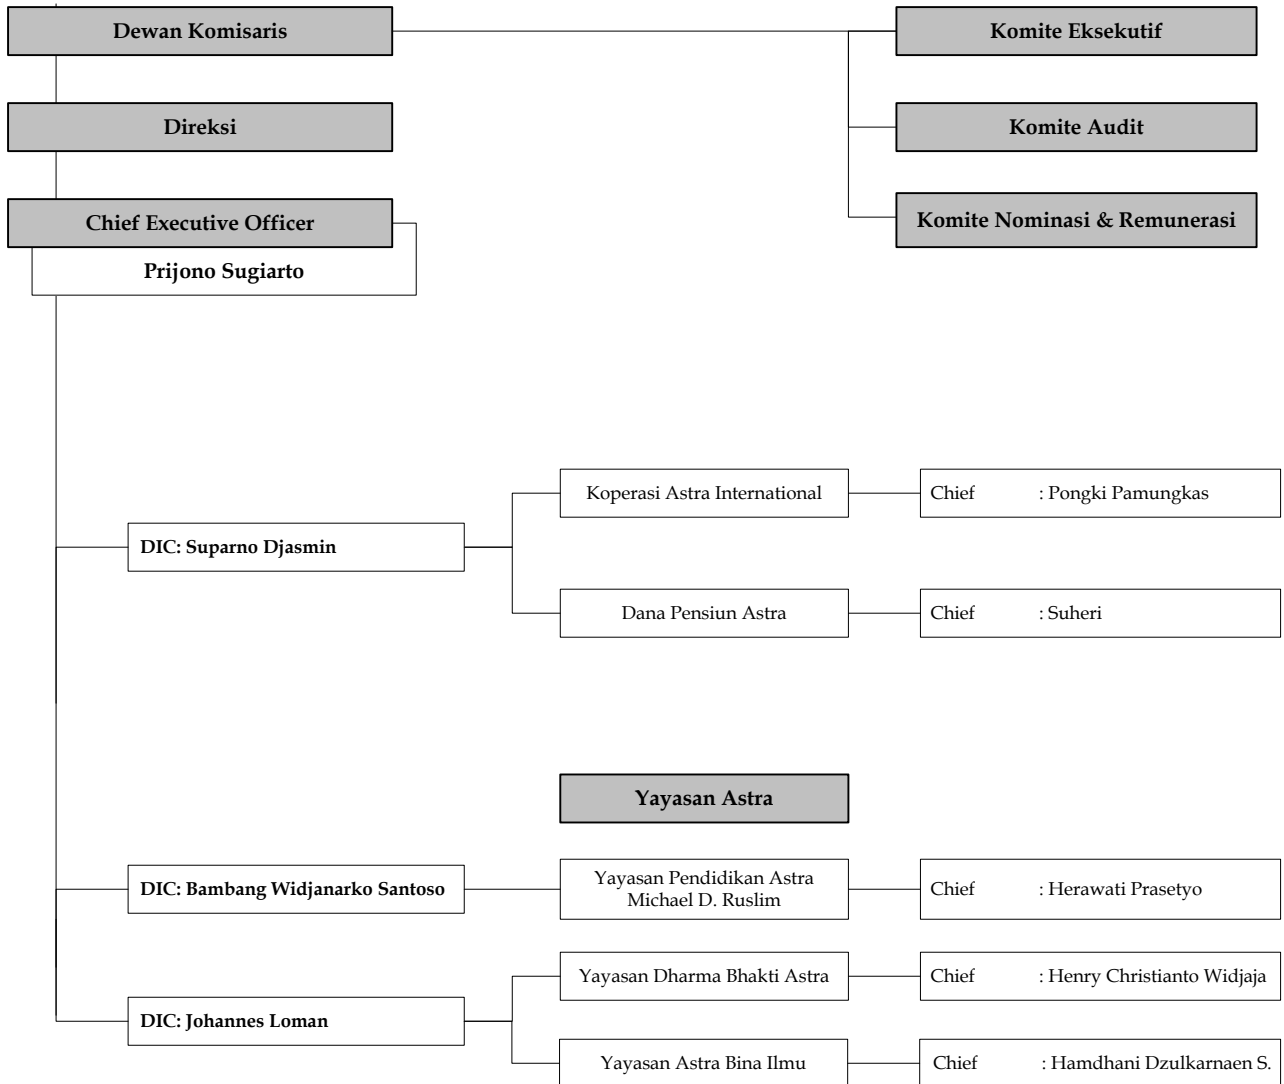 Dewan Komisaris
Komite Eksekutif
Direksi
Komite Audit
Chief Executive Officer
Komite Nominasi & Remunerasi
Prijono Sugiarto
Koperasi Astra International
Chief : Pongki Pamungkas
DIC: Suparno Djasmin
Dana Pensiun Astra
Chief : Suheri
Yayasan Astra
DIC: Bambang Widjanarko Santoso
Yayasan Pendidikan Astra
Michael D. Ruslim
Chief : Herawati Prasetyo
Yayasan Dharma Bhakti Astra
Chief : Henry Christianto Widjaja
DIC: Johannes Loman
Yayasan Astra Bina Ilmu
Chief : Hamdhani Dzulkarnaen S.